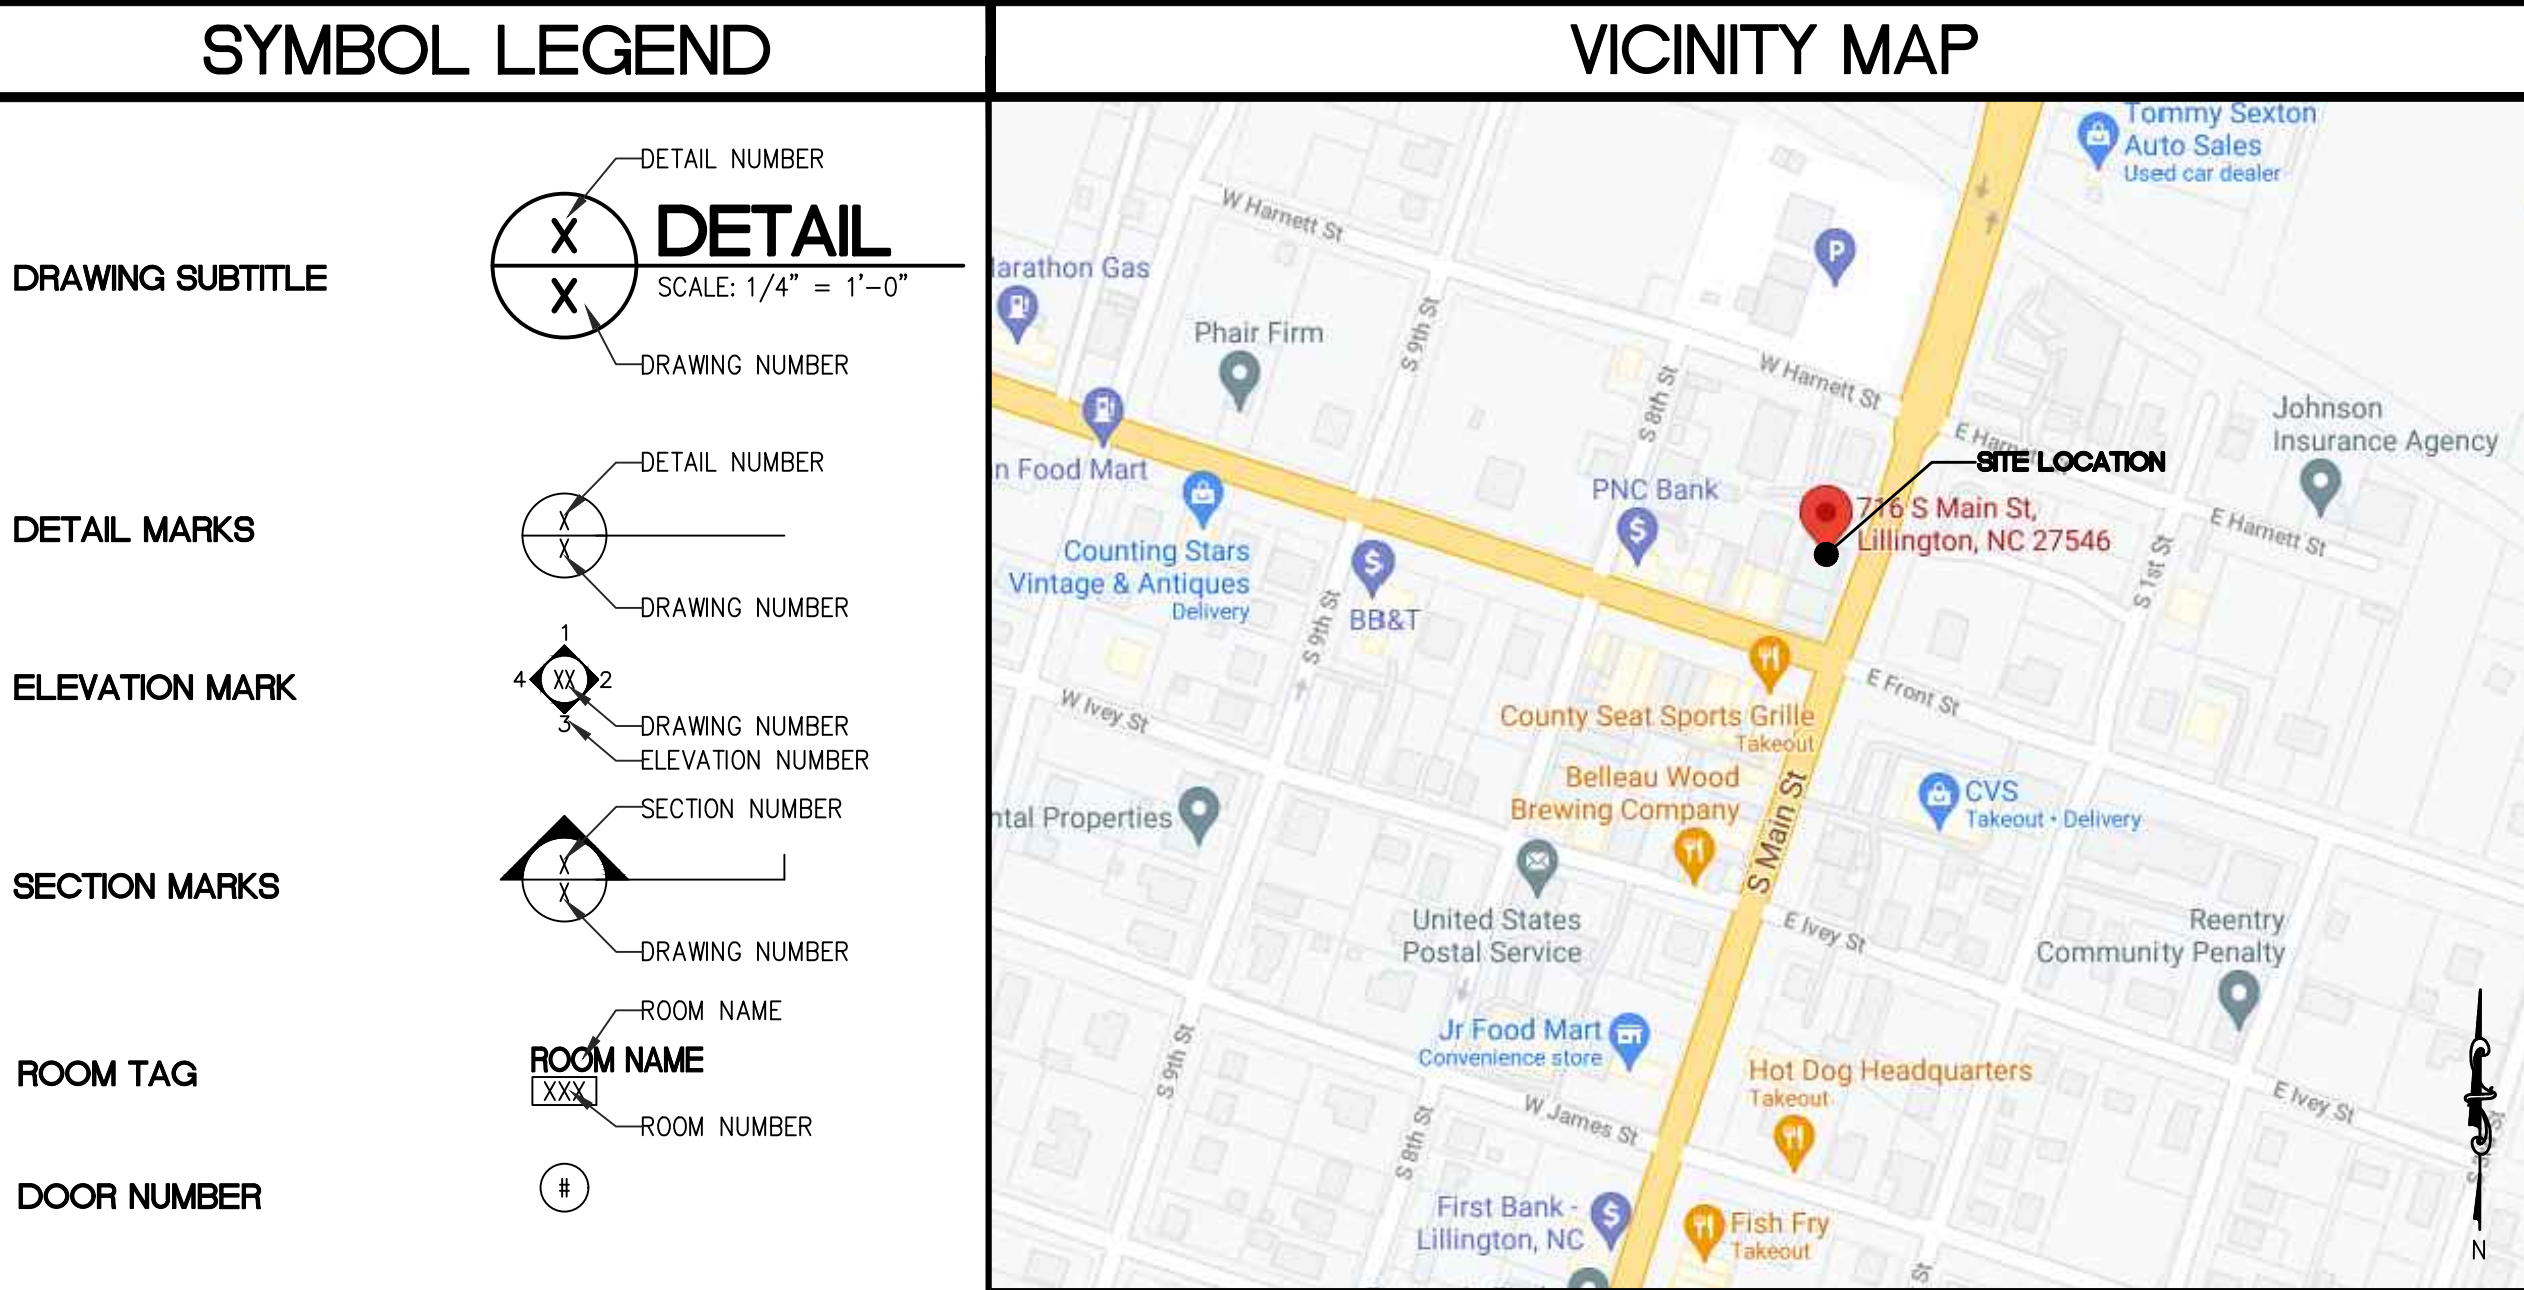 SYMBOL LEGEND
DRAWING SUBTITLE
DETAIL NUMBER
X
X
DETAIL
SCALE: 1/4" = 1'-0"
DRAWING NUMBER
DETAIL MARKS
DETAIL NUMBER
X
X
DRAWING NUMBER
ELEVATION MARK
1
4 XX 2
3
DRAWING NUMBER
ELEVATION NUMBER
SECTION MARKS
SECTION NUMBER
X
X
DRAWING NUMBER
ROOM TAG
ROOM NAME
ROOM NAME
XXX
ROOM NUMBER
DOOR NUMBER
#
VICINITY MAP
Tommy Sexton
Auto Sales
Used car dealer
W Harnett St
P
arathon Gas
S 9th St
Phair Firm
W Harnett St
S 8th St
E Harnett St
Johnson
Insurance Agency
SITE LOCATION
n Food Mart
PNC Bank
$
716 S Main St,
Lillington, NC 27546
E Harnett St
Counting Stars
Vintage & Antiques
Delivery
$
BB&T
S 9th St
S 1st St
W Ivey St
E Front St
County Seat Sports Grille
Takeout
Belleau Wood
Brewing Company
S Main St
CVS
Takeout • Delivery
ntal Properties
United States
Postal Service
E Ivey St
Reentry
Community Penalty
Jr Food Mart
Convenience store
S 9th St
Hot Dog Headquarters
Takeout
E Ivey St
W James St
S 8th St
First Bank -
Lillington, NC
$
Fish Fry
Takeout
St
N